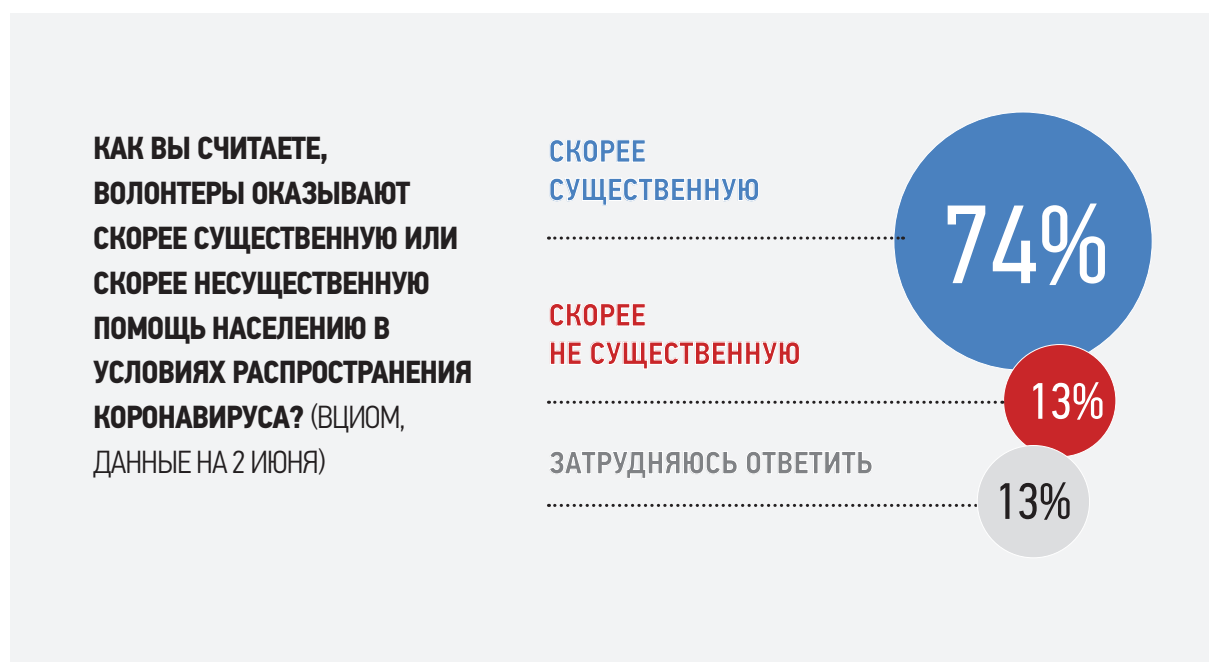 КАК ВЫ СЧИТАЕТЕ,
ВОЛОНТЕРЫ ОКАЗЫВАЮТ
СКОРЕЕ СУЩЕСТВЕННУЮ ИЛИ
СКОРЕЕ НЕСУЩЕСТВЕННУЮ
ПОМОЩЬ НАСЕЛЕНИЮ В
УСЛОВИЯХ РАСПРОСТРАНЕНИЯ
КОРОНАВИРУСА? (ВЦИОМ,
ДАННЫЕ НА 2 ИЮНЯ)
СКОРЕЕ
СУЩЕСТВЕННУЮ
74%
СКОРЕЕ
НЕ СУЩЕСТВЕННУЮ
13%
ЗАТРУДНЯЮСЬ ОТВЕТИТЬ
13%